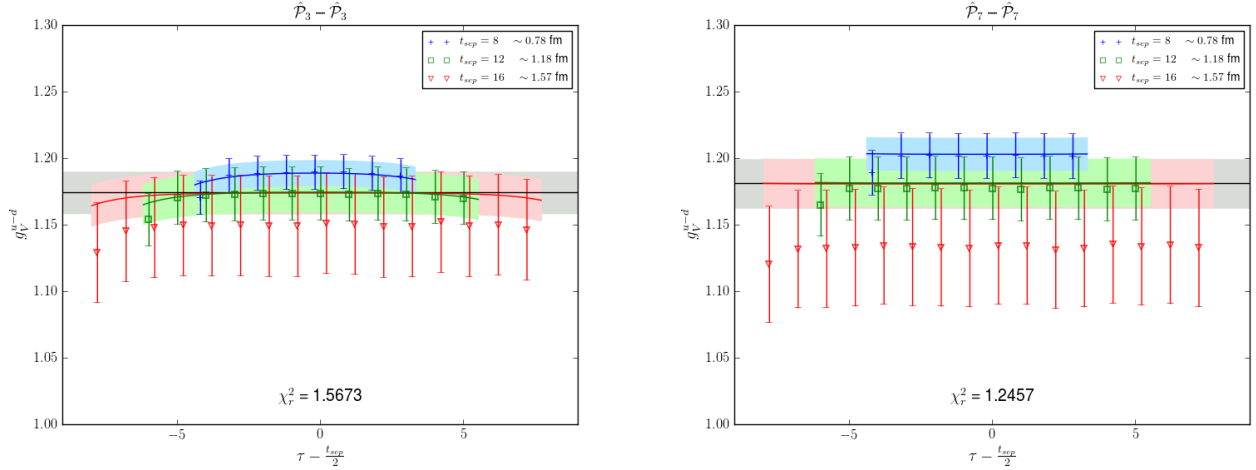 𝒫̂₃ − 𝒫̂₃
1.30
1.25
1.20
1.15
1.10
1.05
1.00
g_V^{u−d}
+ + t_sep = 8 ∼ 0.78 fm
t_sep = 12 ∼ 1.18 fm
t_sep = 16 ∼ 1.57 fm
χ_r^2 = 1.5673
−5 0 5
τ − t_sep/2
𝒫̂₇ − 𝒫̂₇
1.30
1.25
1.20
1.15
1.10
1.05
1.00
g_V^{u−d}
+ + t_sep = 8 ∼ 0.78 fm
t_sep = 12 ∼ 1.18 fm
t_sep = 16 ∼ 1.57 fm
χ_r^2 = 1.2457
−5 0 5
τ − t_sep/2